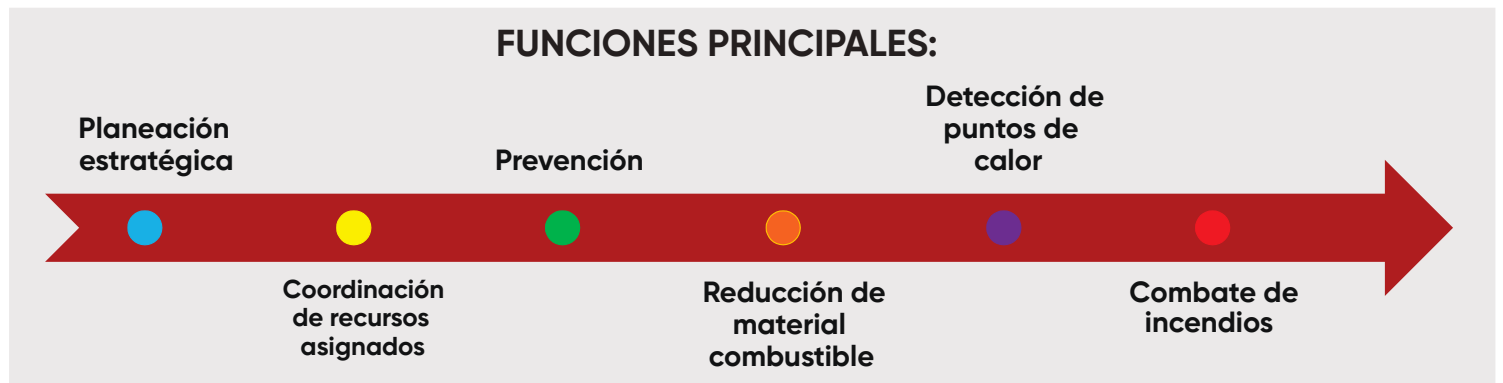 FUNCIONES PRINCIPALES:
Planeación
estratégica
Coordinación
de recursos
asignados
Prevención
Reducción de
material
combustible
Detección de
puntos de
calor
Combate de
incendios